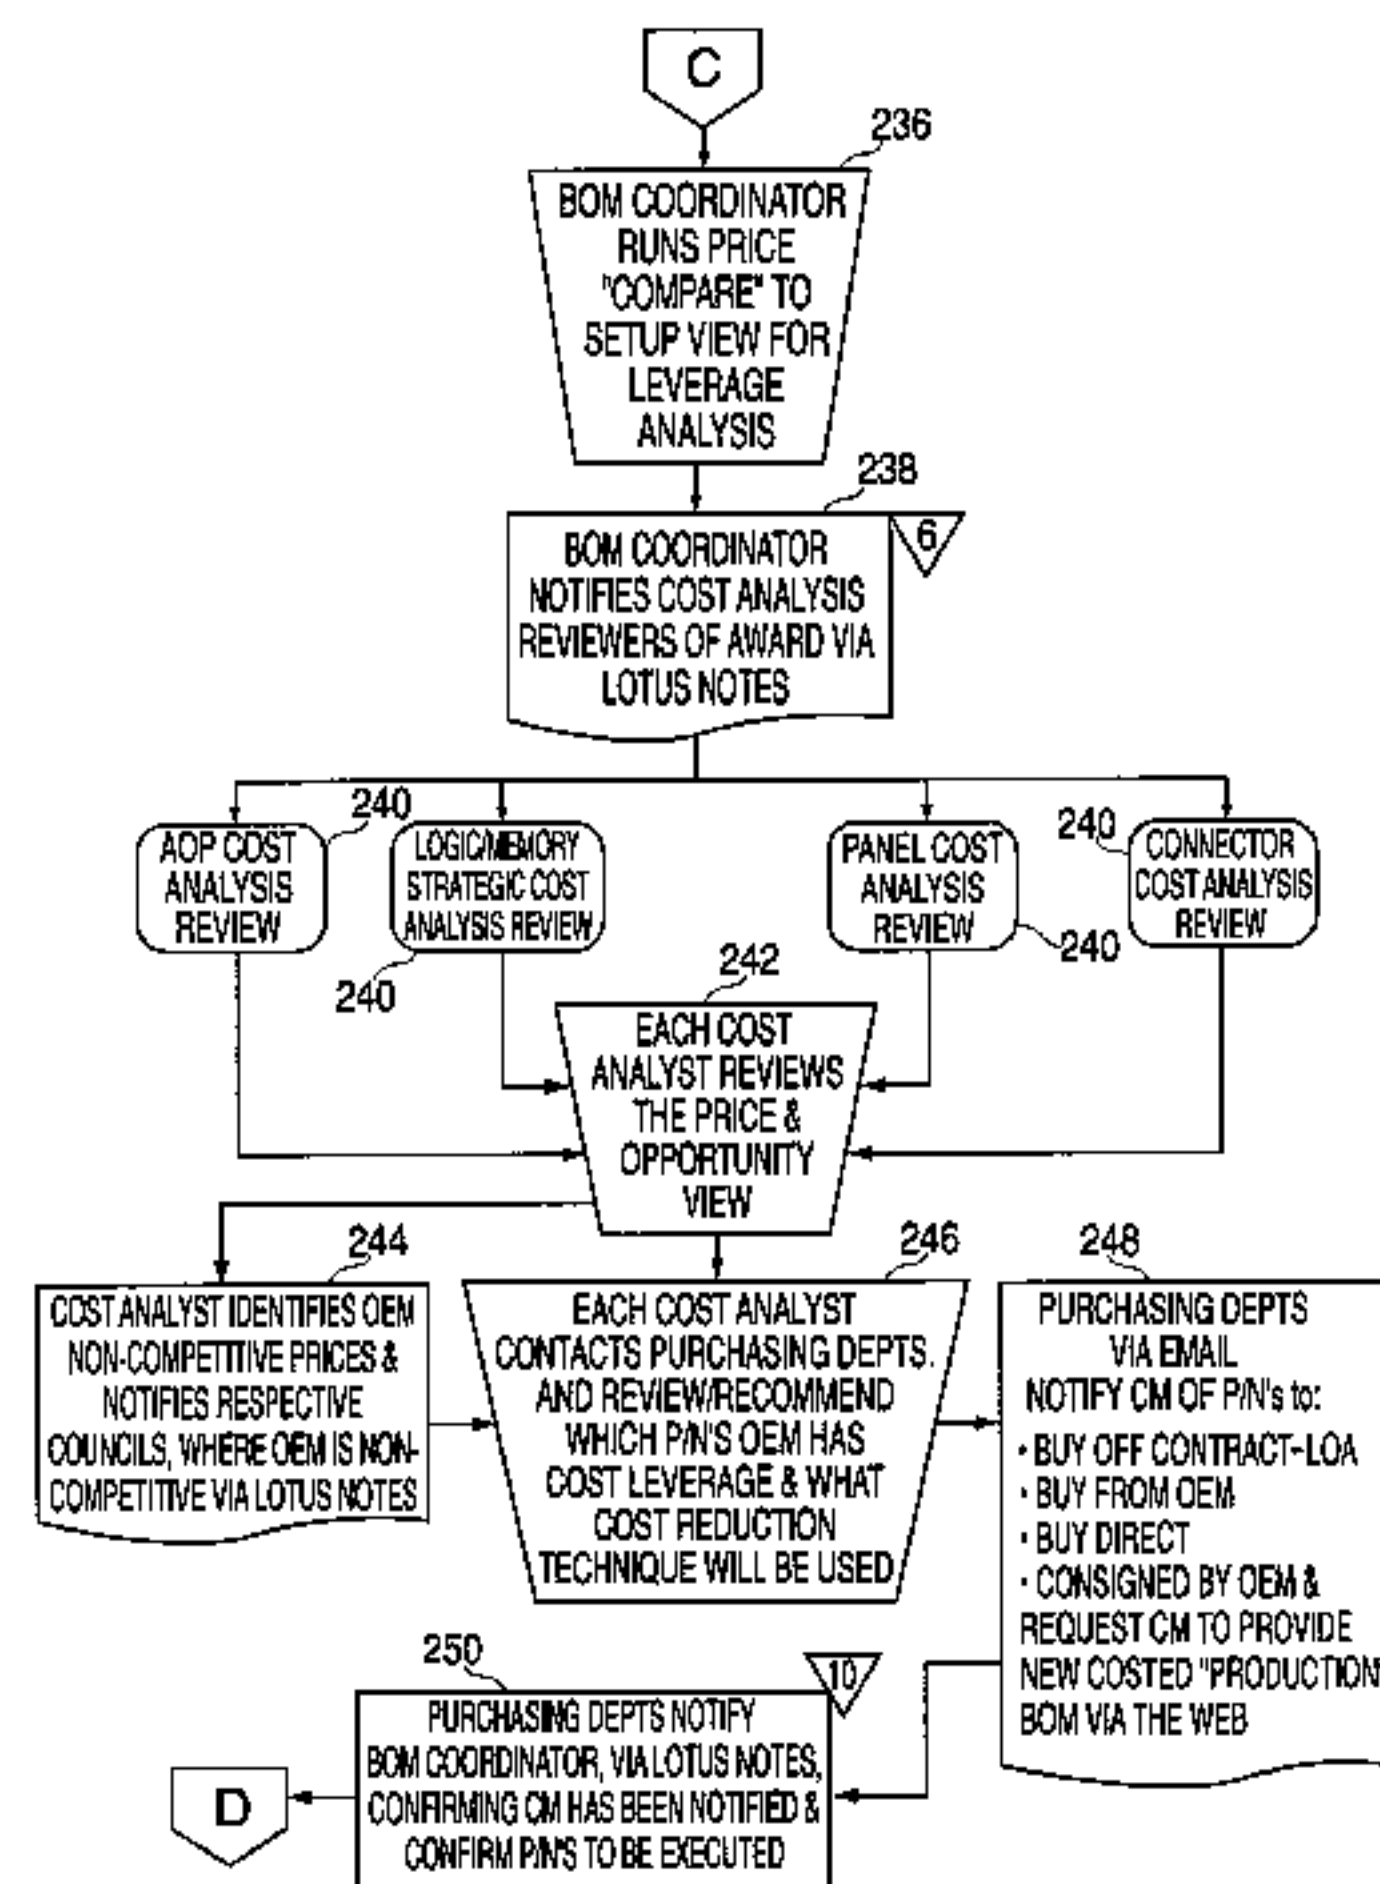 C
236
BOM COORDINATOR
RUNS PRICE
"COMPARE" TO
SETUP VIEW FOR
LEVERAGE
ANALYSIS
238
6
BOM COORDINATOR
NOTIFIES COST ANALYSIS
REVIEWERS OF AWARD VIA
LOTUS NOTES
240
AOP COST
ANALYSIS
REVIEW
LOGIC/MEMORY
STRATEGIC COST
ANALYSIS REVIEW
240
PANEL COST
ANALYSIS
REVIEW
240
240
CONNECTOR
COST ANALYSIS
REVIEW
242
EACH COST
ANALYST REVIEWS
THE PRICE &
OPPORTUNITY
VIEW
244
COST ANALYST IDENTIFIES OEM
NON-COMPETITIVE PRICES &
NOTIFIES RESPECTIVE
COUNCILS, WHERE OEM IS NON-
COMPETITIVE VIA LOTUS NOTES
246
EACH COST ANALYST
CONTACTS PURCHASING DEPTS.
AND REVIEW/RECOMMEND
WHICH P/N'S OEM HAS
COST LEVERAGE & WHAT
COST REDUCTION
TECHNIQUE WILL BE USED
248
PURCHASING DEPTS
VIA EMAIL
NOTIFY CM OF P/N's to:
· BUY OFF CONTRACT-LOA
· BUY FROM OEM
· BUY DIRECT
· CONSIGNED BY OEM &
REQUEST CM TO PROVIDE
NEW COSTED "PRODUCTION"
BOM VIA THE WEB
250
10
PURCHASING DEPTS NOTIFY
BOM COORDINATOR, VIA LOTUS NOTES,
CONFIRMING CM HAS BEEN NOTIFIED &
CONFIRM P/N'S TO BE EXECUTED
D